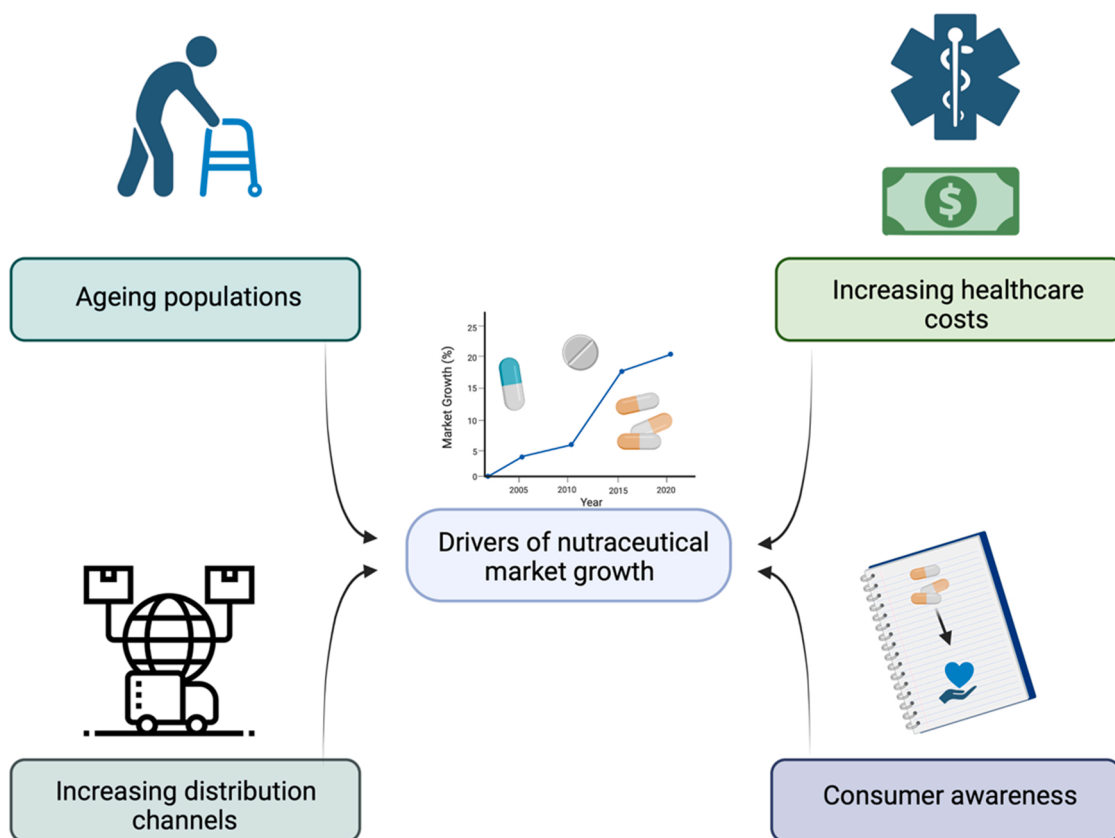 $
Ageing populations
Increasing healthcare
costs
Market Growth (%)
25
20
15
10
5
0
2005
2010
2015
2020
Year
Drivers of nutraceutical
market growth
Increasing distribution
channels
Consumer awareness